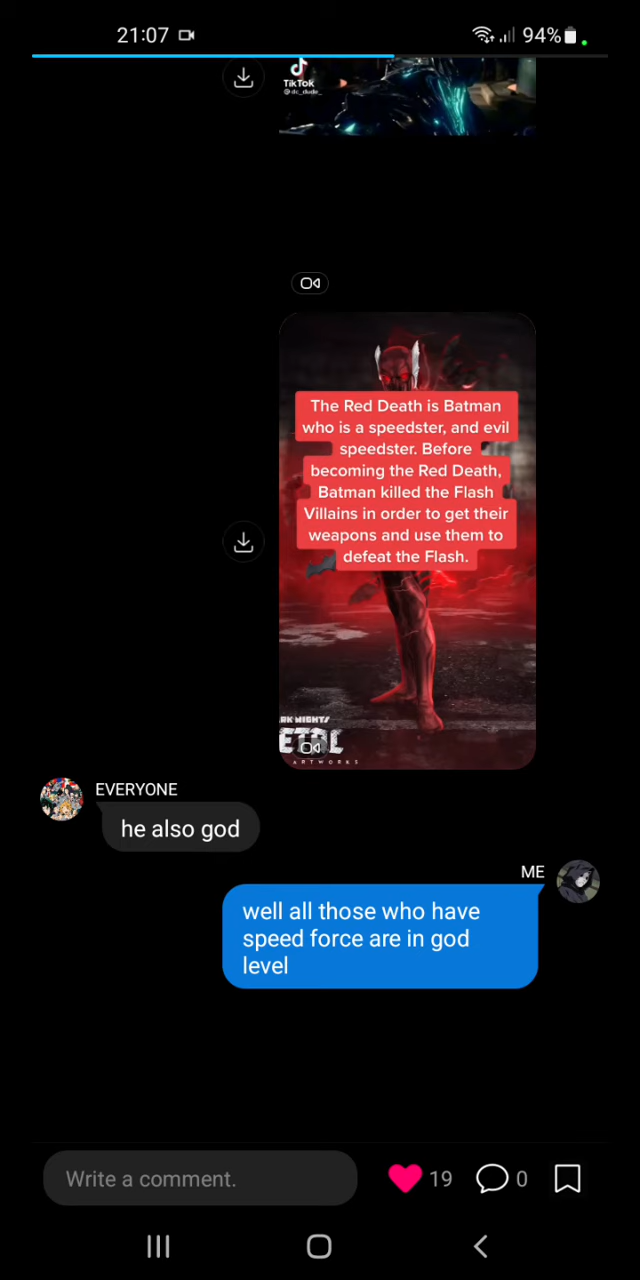 21:07
94%
TikTok
The Red Death is Batman
who is a speedster, and evil
speedster. Before
becoming the Red Death,
Batman killed the Flash
Villains in order to get their
weapons and use them to
defeat the Flash.
ARTWORKS
EVERYONE
he also god
ME
well all those who have
speed force are in god
level
Write a comment.
19
0